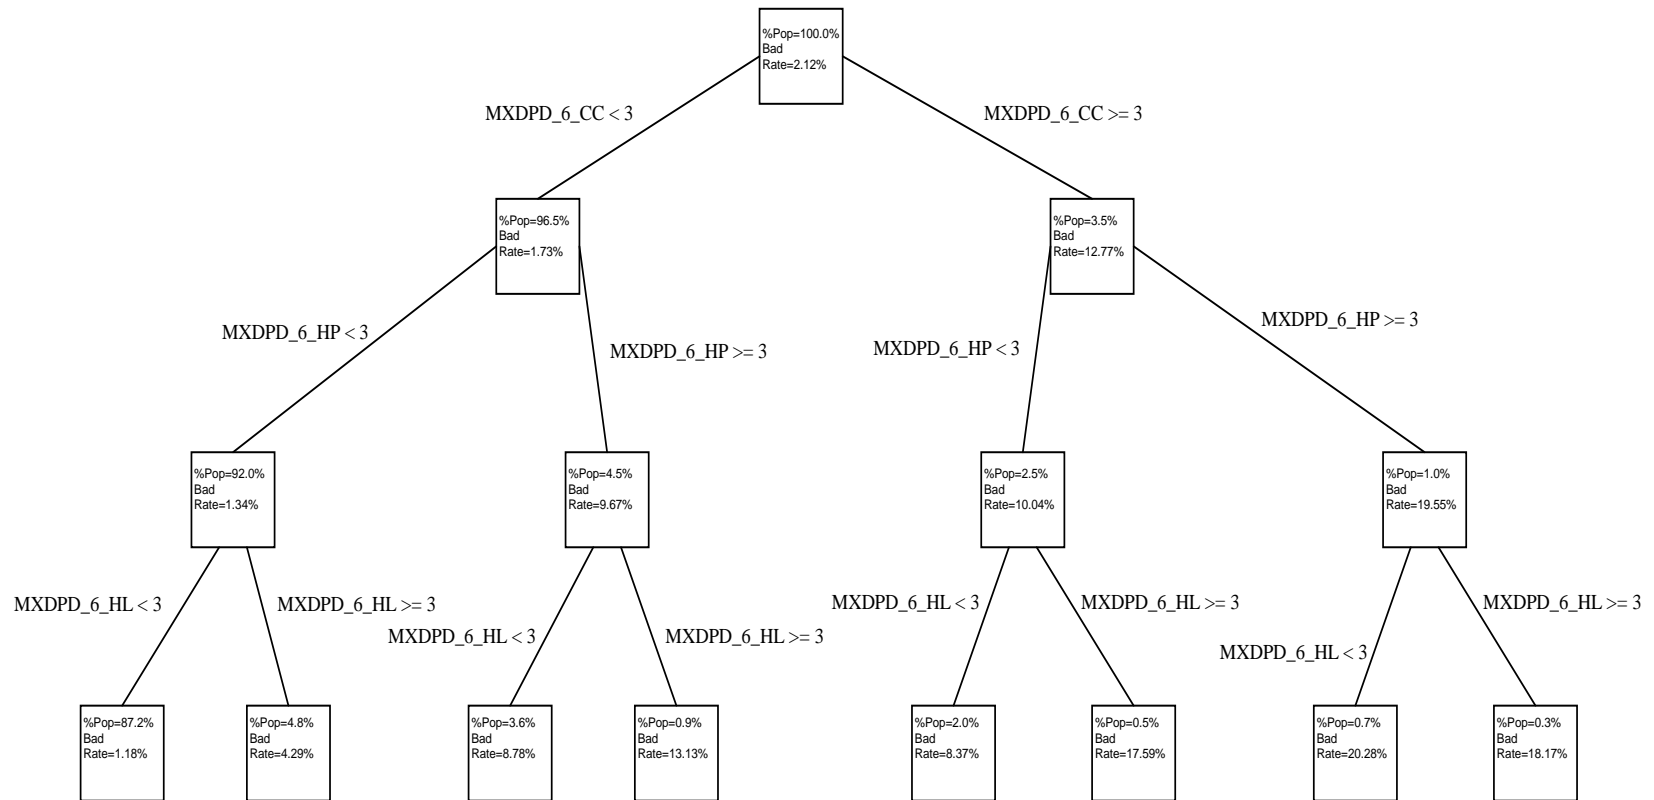 %Pop=100.0%
Bad
Rate=2.12%
MXDPD_6_CC < 3
MXDPD_6_CC >= 3
%Pop=96.5%
Bad
Rate=1.73%
%Pop=3.5%
Bad
Rate=12.77%
MXDPD_6_HP < 3
MXDPD_6_HP >= 3
MXDPD_6_HP < 3
MXDPD_6_HP >= 3
%Pop=92.0%
Bad
Rate=1.34%
%Pop=4.5%
Bad
Rate=9.67%
%Pop=2.5%
Bad
Rate=10.04%
%Pop=1.0%
Bad
Rate=19.55%
MXDPD_6_HL < 3
MXDPD_6_HL >= 3
MXDPD_6_HL < 3
MXDPD_6_HL >= 3
MXDPD_6_HL < 3
MXDPD_6_HL >= 3
MXDPD_6_HL < 3
MXDPD_6_HL >= 3
%Pop=87.2%
Bad
Rate=1.18%
%Pop=4.8%
Bad
Rate=4.29%
%Pop=3.6%
Bad
Rate=8.78%
%Pop=0.9%
Bad
Rate=13.13%
%Pop=2.0%
Bad
Rate=8.37%
%Pop=0.5%
Bad
Rate=17.59%
%Pop=0.7%
Bad
Rate=20.28%
%Pop=0.3%
Bad
Rate=18.17%